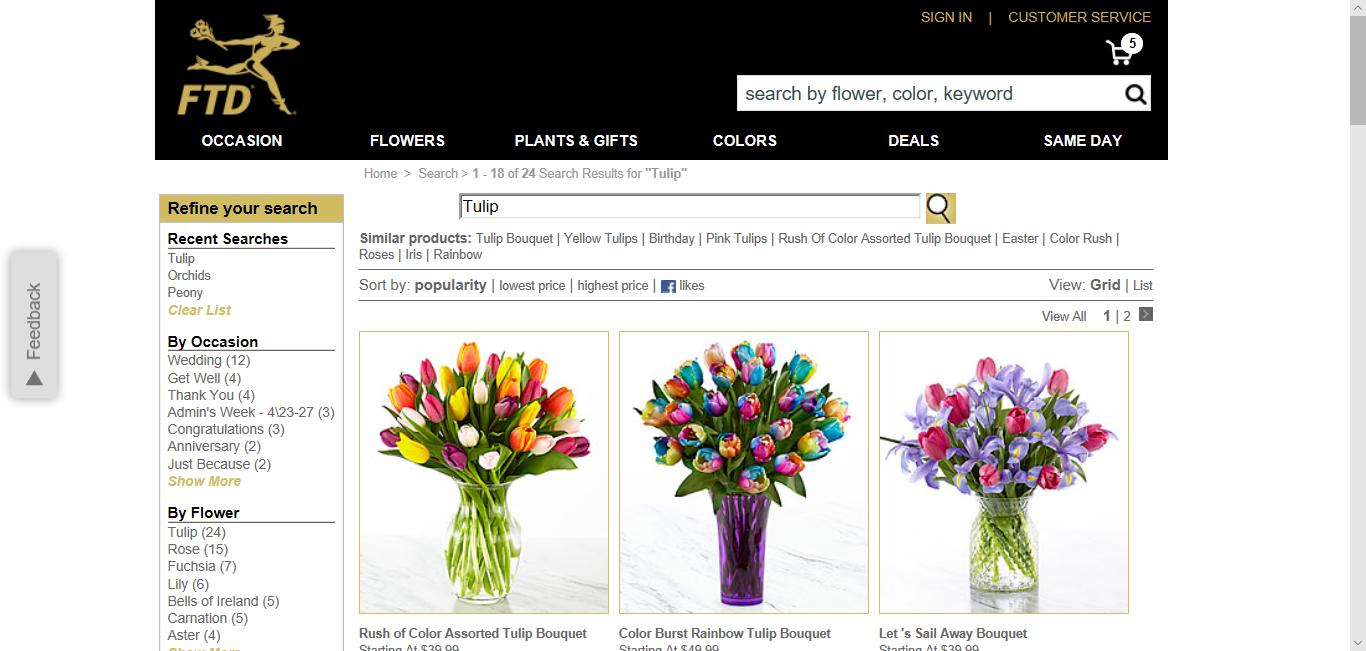 SIGN IN | CUSTOMER SERVICE
5
FTD
search by flower, color, keyword
OCCASION FLOWERS PLANTS & GIFTS COLORS DEALS SAME DAY
Home > Search > 1 - 18 of 24 Search Results for "Tulip"
Refine your search
Recent Searches
Tulip
Orchids
Peony
Clear List
By Occasion
Wedding (12)
Get Well (4)
Thank You (4)
Admin's Week - 4\23-27 (3)
Congratulations (3)
Anniversary (2)
Just Because (2)
Show More
By Flower
Tulip (24)
Rose (15)
Fuchsia (7)
Lily (6)
Bells of Ireland (5)
Carnation (5)
Aster (4)
Show More
Feedback
Tulip
Similar products: Tulip Bouquet | Yellow Tulips | Birthday | Pink Tulips | Rush Of Color Assorted Tulip Bouquet | Easter | Color Rush |
Roses | Iris | Rainbow
Sort by: popularity | lowest price | highest price | f likes
View: Grid | List
View All 1 | 2 >
Rush of Color Assorted Tulip Bouquet
Starting At $39.99
Color Burst Rainbow Tulip Bouquet
Starting At $49.99
Let 's Sail Away Bouquet
Starting At $39.99